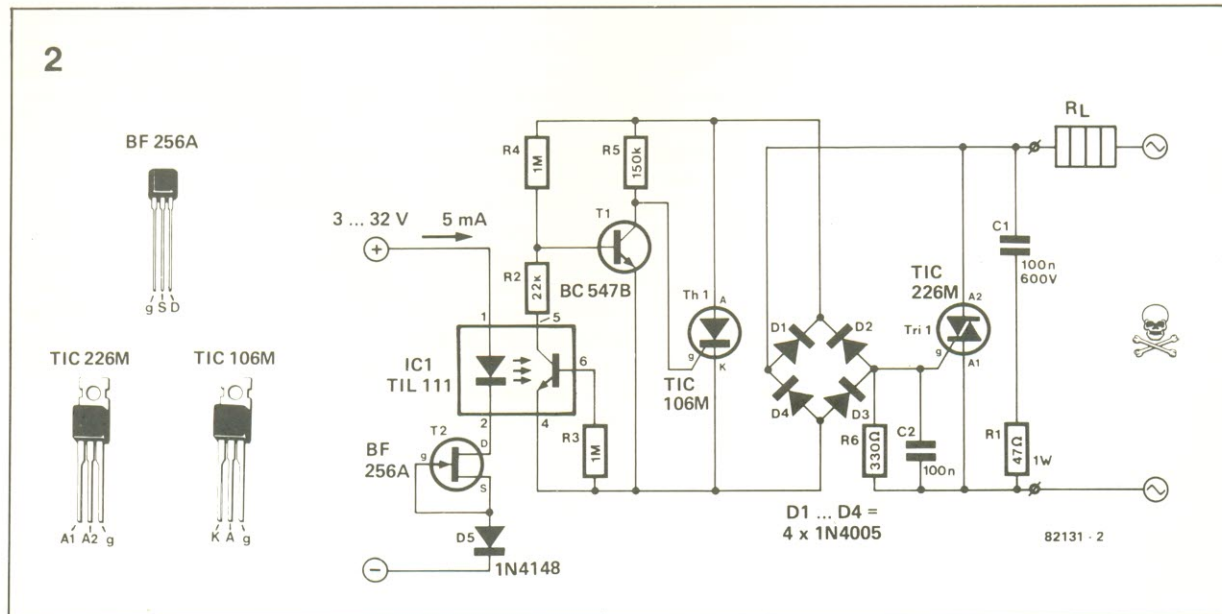 2
BF 256A
g S D
TIC 226M
A1 A2 g
TIC 106M
K A g
3 ... 32 V
5 mA
+
R4
1M
R5
150k
T1
R2
22k
BC 547B
1
5
IC1
TIL 111
6
2
4
R3
1M
T2
BF
256A
g
D
S
D5
1N4148
−
Th 1
A
g
K
TIC
106M
D1
D2
D4
D3
D1 ... D4 =
4 x 1N4005
R6
330Ω
C2
100n
TIC
226M
A2
Tri 1
g
A1
RL
C1
100n
600V
R1
47Ω
1W
82131 - 2